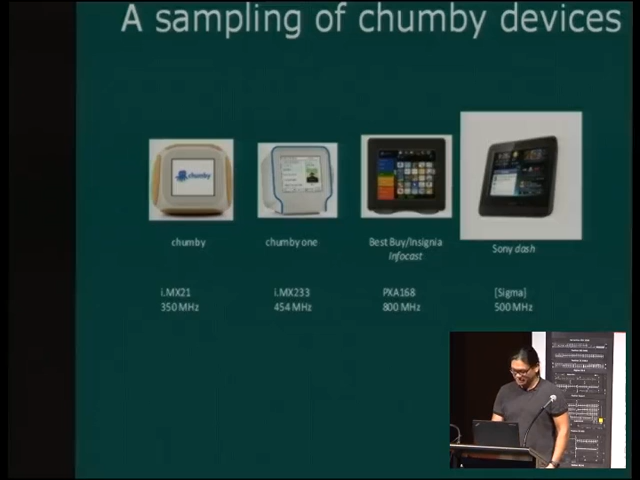 A sampling of chumby devices
chumby
chumby
chumby one
Best Buy/Insignia
Infocast
Sony dash
i.MX21
350 MHz
i.MX233
454 MHz
PXA168
800 MHz
[Sigma]
500 MHz